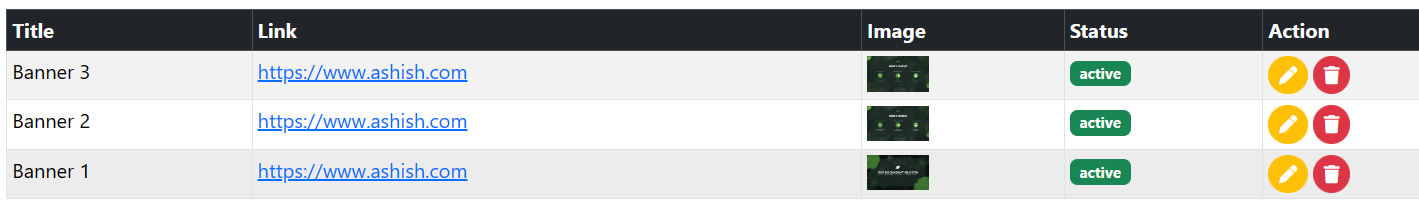 Title Link Image Status Action
Banner 3 https://www.ashish.com active
Banner 2 https://www.ashish.com active
Banner 1 https://www.ashish.com active